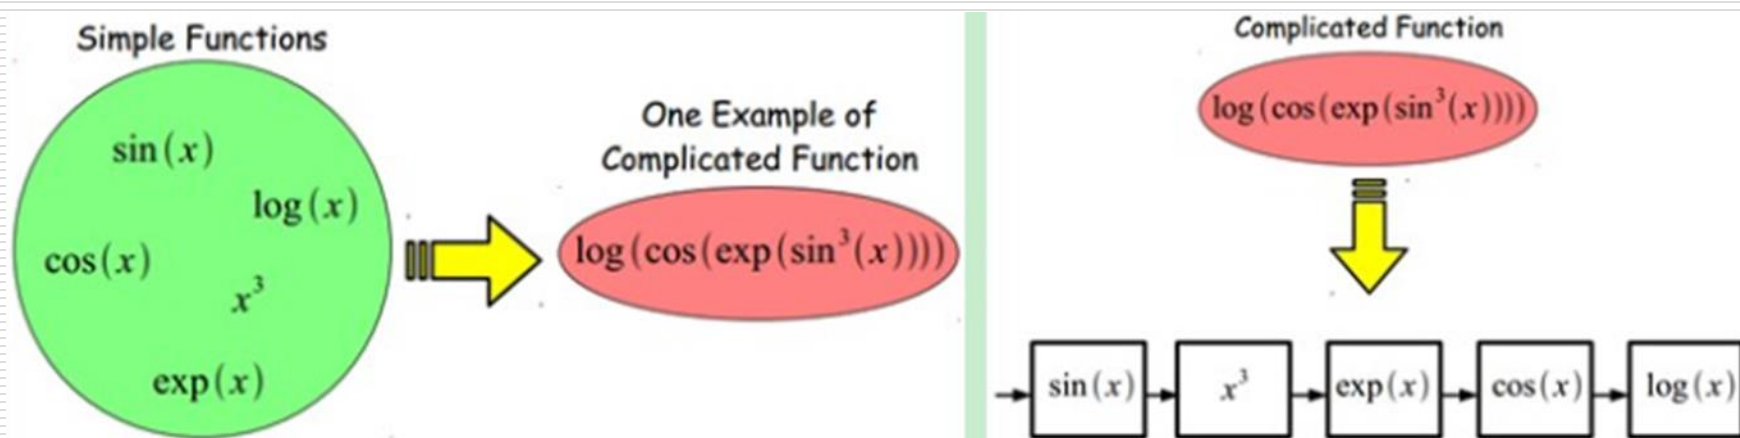 Simple Functions
sin(x)
log(x)
cos(x)
x³
exp(x)
One Example of
Complicated Function
log(cos(exp(sin³(x))))
Complicated Function
log(cos(exp(sin³(x))))
sin(x) x³ exp(x) cos(x) log(x)